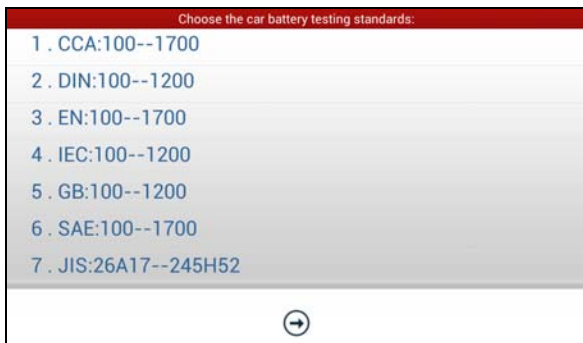 Choose the car battery testing standards:
1 . CCA:100--1700
2 . DIN:100--1200
3 . EN:100--1700
4 . IEC:100--1200
5 . GB:100--1200
6 . SAE:100--1700
7 . JIS:26A17--245H52